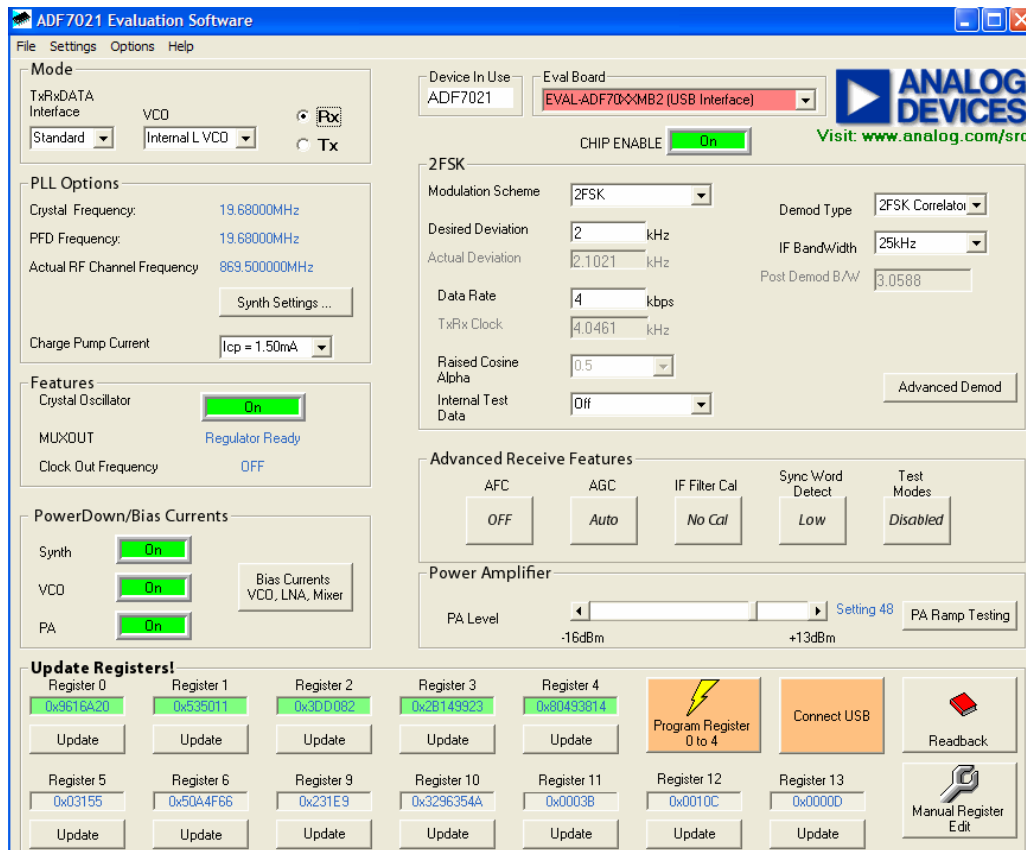 ADF7021 Evaluation Software
File Settings Options Help
Mode
TxRxDATA
Interface
VCO
Standard
Internal L VCO
Rx
Tx
Device In Use
ADF7021
Eval Board
EVAL-ADF70XXMB2 (USB Interface)
ANALOG
DEVICES
Visit: www.analog.com/src
CHIP ENABLE
On
PLL Options
Crystal Frequency: 19.68000MHz
PFD Frequency: 19.68000MHz
Actual RF Channel Frequency 869.500000MHz
Synth Settings ...
Charge Pump Current Icp = 1.50mA
2FSK
Modulation Scheme 2FSK
Desired Deviation 2 kHz
Actual Deviation 2.1021 kHz
Data Rate 4 kbps
TxRx Clock 4.0461 kHz
Raised Cosine
Alpha
0.5
Internal Test
Data
Off
Demod Type 2FSK Correlator
IF BandWidth 25kHz
Post Demod B/W 3.0588
Advanced Demod
Features
Crystal Oscillator On
MUXOUT Regulator Ready
Clock Out Frequency OFF
Advanced Receive Features
AFC
OFF
AGC
Auto
IF Filter Cal
No Cal
Sync Word
Detect
Low
Test
Modes
Disabled
PowerDown/Bias Currents
Synth On
VCO On
PA On
Bias Currents
VCO, LNA, Mixer
Power Amplifier
PA Level
-16dBm
+13dBm
Setting 48
PA Ramp Testing
Update Registers!
Register 0 Register 1 Register 2 Register 3 Register 4
0x9616A20 0x535011 0x3DD082 0x2B149923 0x80493814
Update Update Update Update Update
Program Register
0 to 4
Connect USB
Readback
Register 5 Register 6 Register 9 Register 10 Register 11 Register 12 Register 13
0x03155 0x50A4F66 0x231E9 0x3296354A 0x0003B 0x0010C 0x0000D
Update Update Update Update Update Update Update
Manual Register
Edit